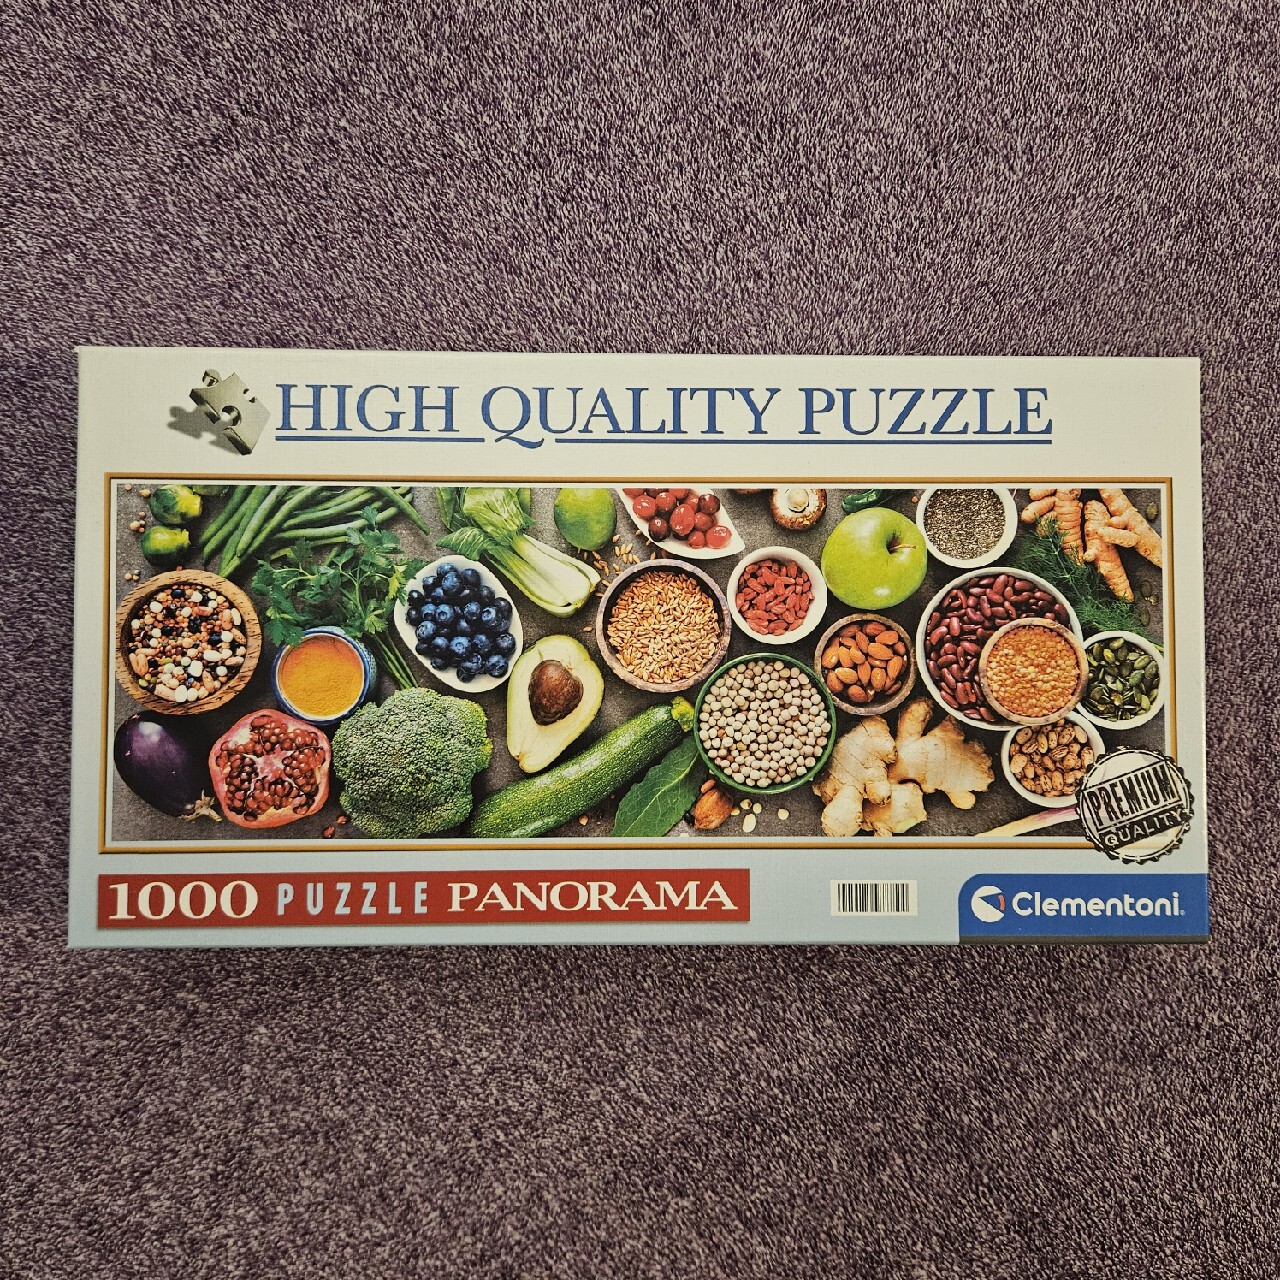 HIGH QUALITY PUZZLE
PREMIUM
QUALITY
1000 PUZZLE PANORAMA
Clementoni®